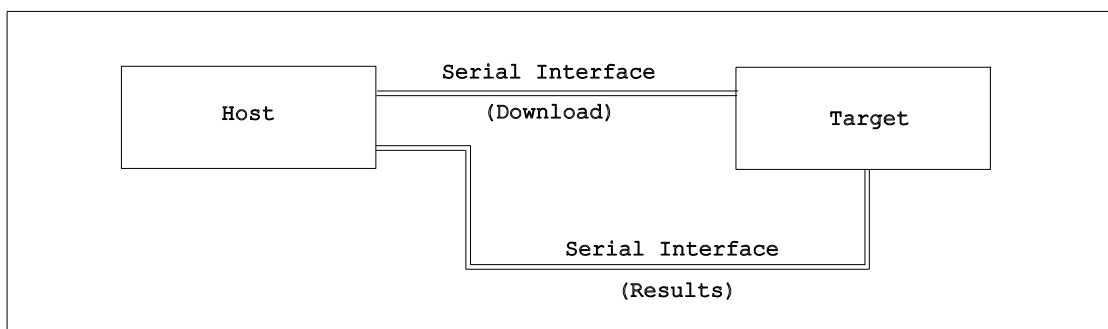 Serial Interface
Host
(Download)
Target
Serial Interface
(Results)